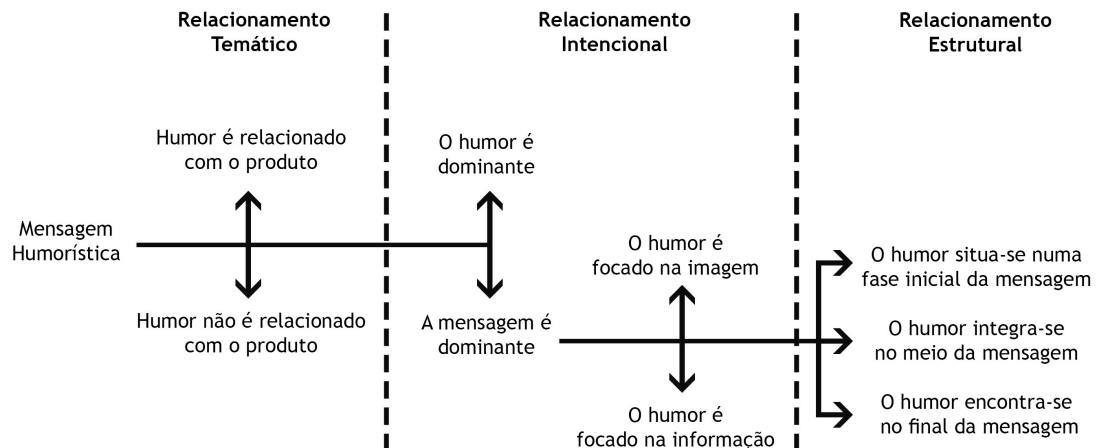 Relacionamento
Temático
Relacionamento
Intencional
Relacionamento
Estrutural
Humor é relacionado
com o produto
O humor é
dominante
Mensagem
Humorística
O humor é
focado na imagem
O humor situa-se numa
fase inicial da mensagem
Humor não é relacionado
com o produto
A mensagem é
dominante
O humor integra-se
no meio da mensagem
O humor é
focado na informação
O humor encontra-se
no final da mensagem